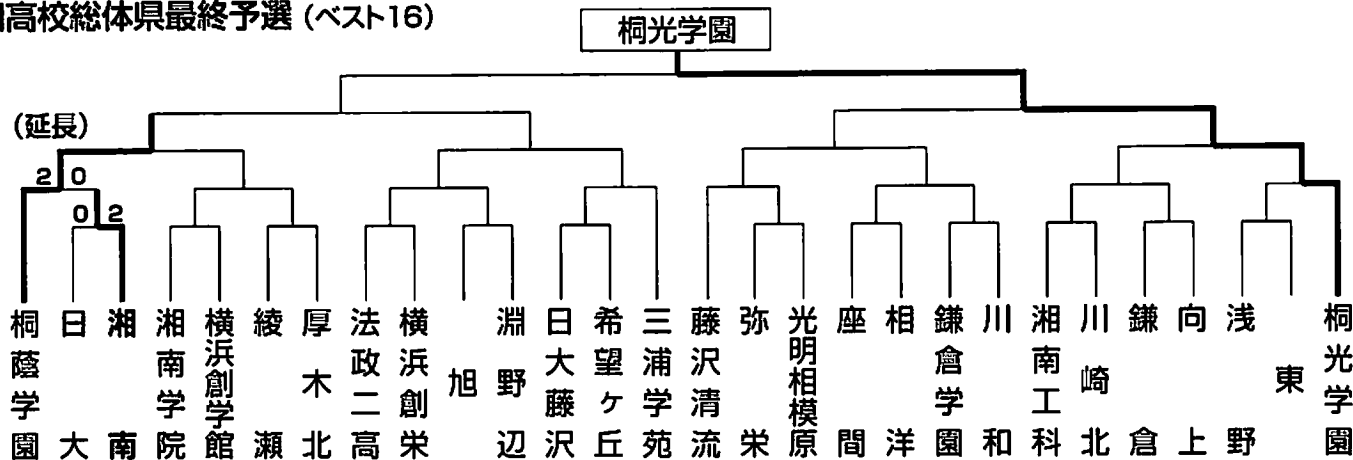 高校総体県最終予選 (ベスト16)
桐光学園
(延長)
2 0
0 2
桐蔭学園
日大
湘南
湘南学院
横浜創学館
綾瀬
厚木北
法政二高
横浜創栄
旭
淵野辺
日大藤沢
希望ヶ丘
三浦学苑
藤沢清流
弥栄
光明相模原
座間
相洋
鎌倉学園
川和
湘南工科
川崎北
鎌倉
向上
浅野
東
桐光学園